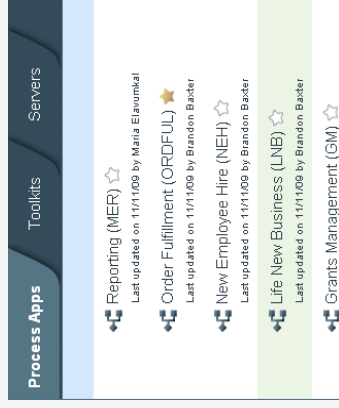 Process Apps
Toolkits
Servers
Reporting (MER)
Last updated on 11/11/09 by Maria Elavumkal
Order Fulfillment (ORDFUL)
Last updated on 11/11/09 by Brandon Baxter
New Employee Hire (NEH)
Last updated on 11/11/09 by Brandon Baxter
Life New Business (LNB)
Last updated on 11/11/09 by Brandon Baxter
Grants Management (GM)